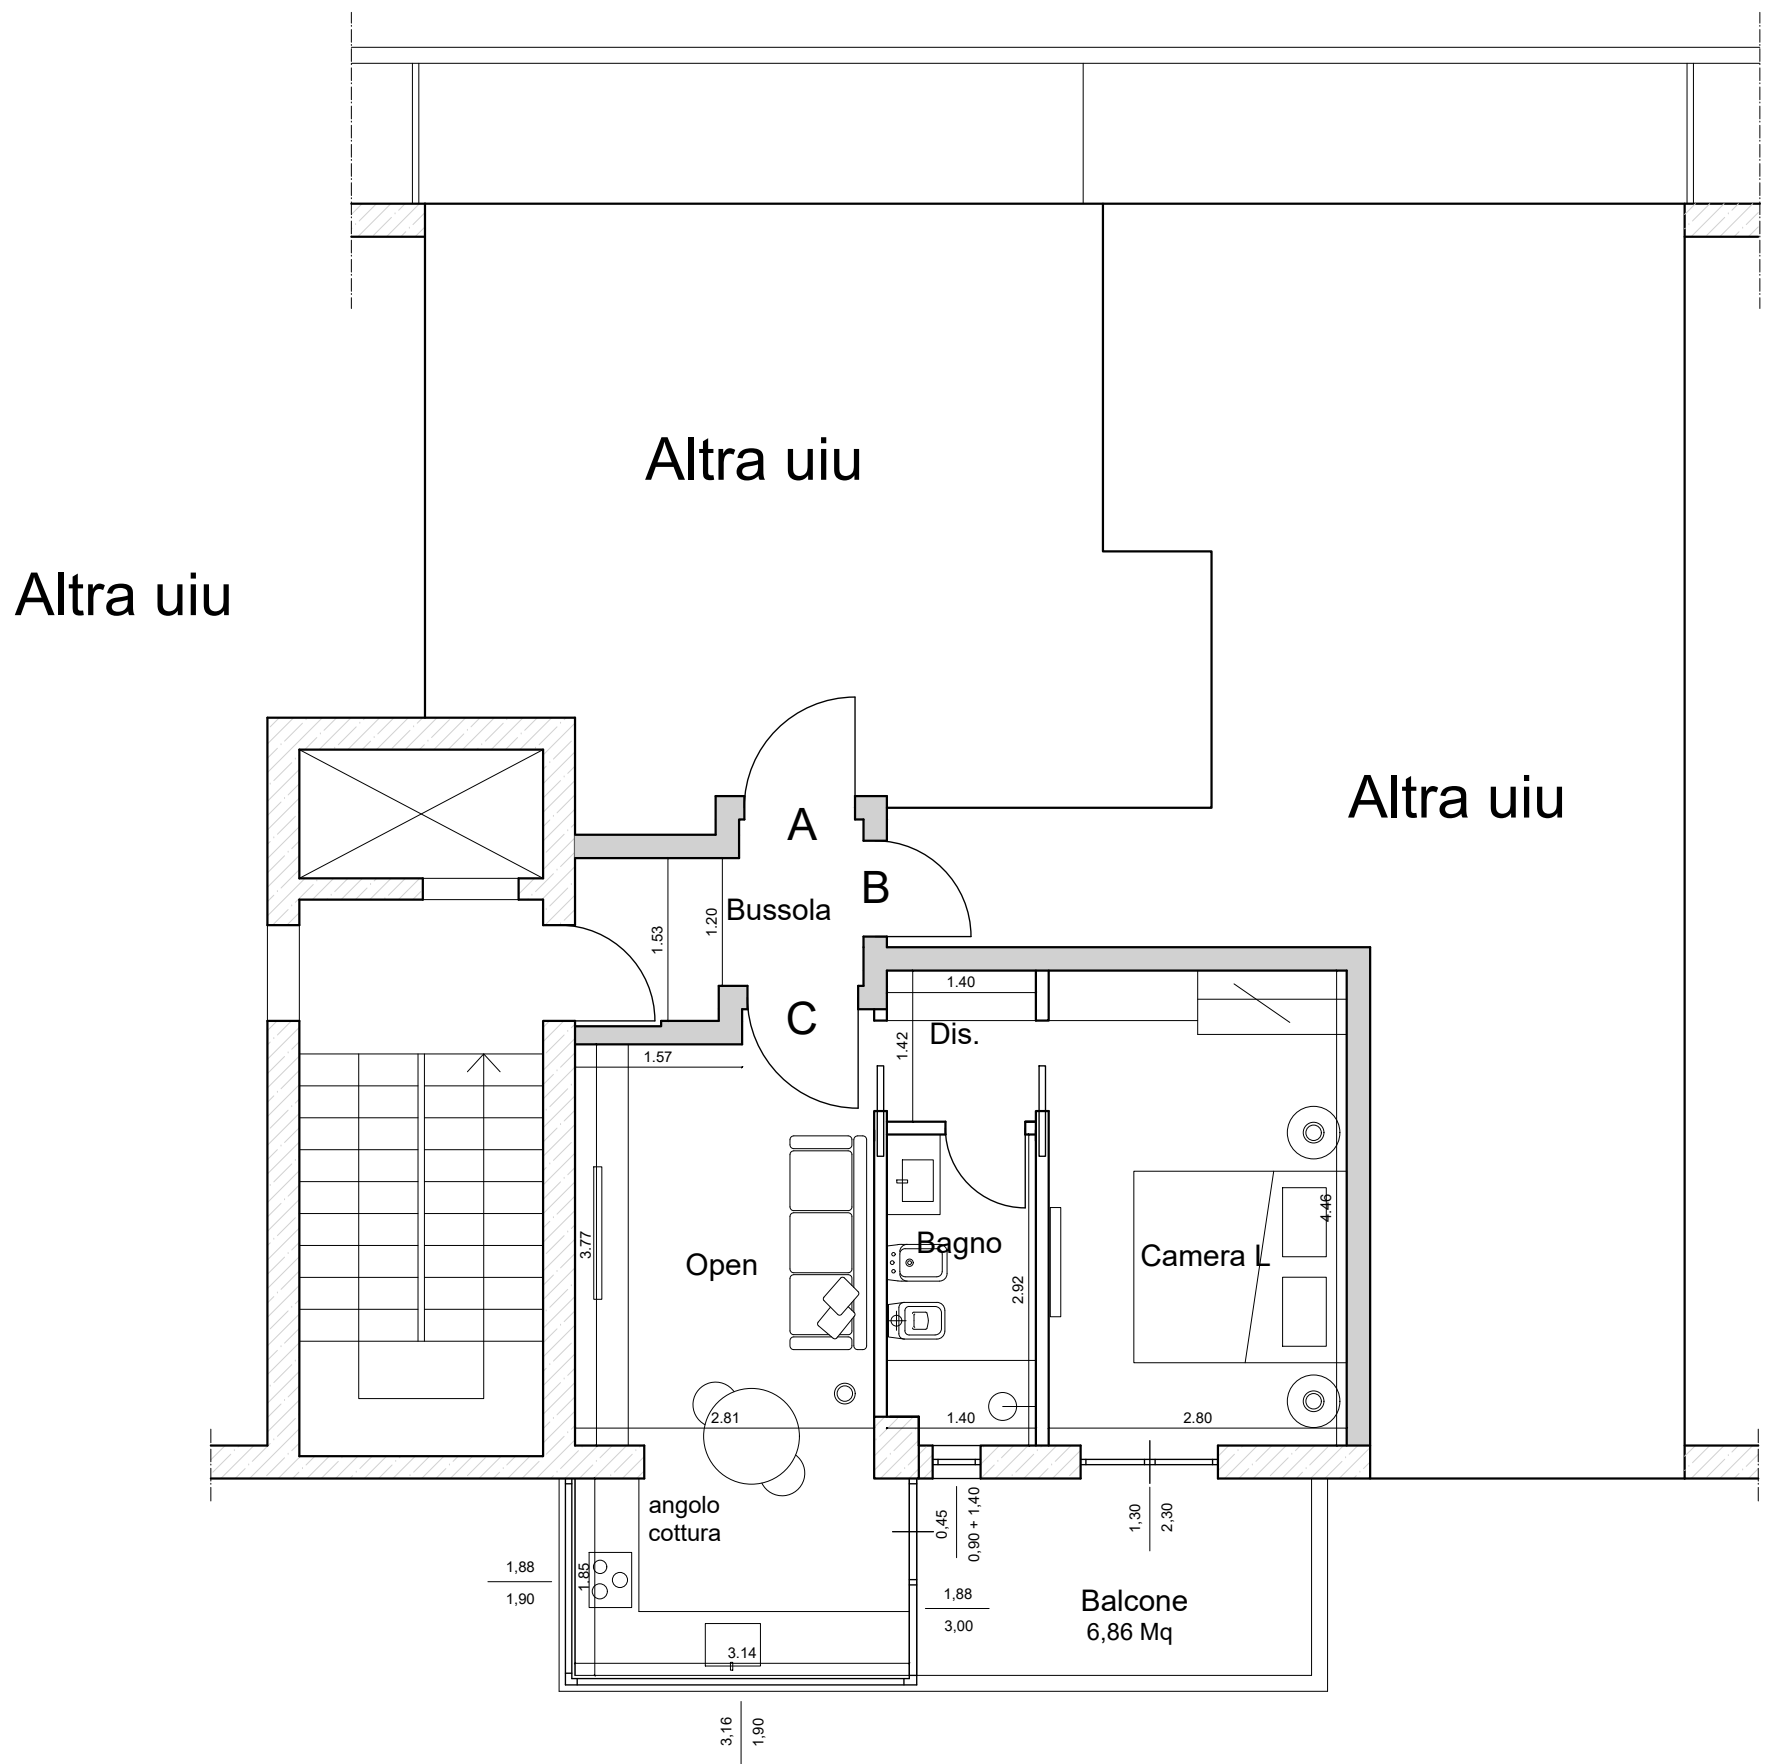 Altra uiu
Altra uiu
Altra uiu
A
B
Bussola
1.53
1.20
C
1.40
Dis.
1.42
1.57
3.77
Open
Bagno
2.92
Camera L
4.46
2.81
1.40
2.80
angolo
cottura
1.85
1,88
1,90
0,45
0,90 + 1,40
1,30
2,30
1,88
3,00
Balcone
6,86 Mq
3.14
3,16
1,90